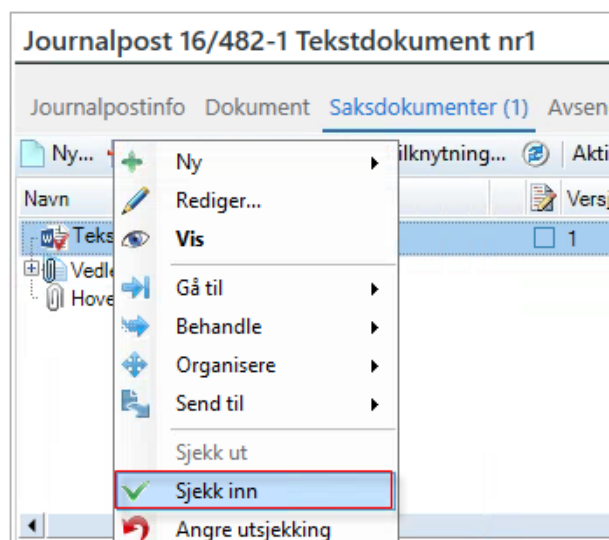 Journalpost 16/482-1 Tekstdokument nr1
Journalpostinfo Dokument Saksdokumenter (1) Avsen
Ny... ilknytning... Akti
Navn Versj
Teks 1
Vedle
Hove
Ny
Rediger...
Vis
Gå til
Behandle
Organisere
Send til
Sjekk ut
Sjekk inn
Angre utsjekking